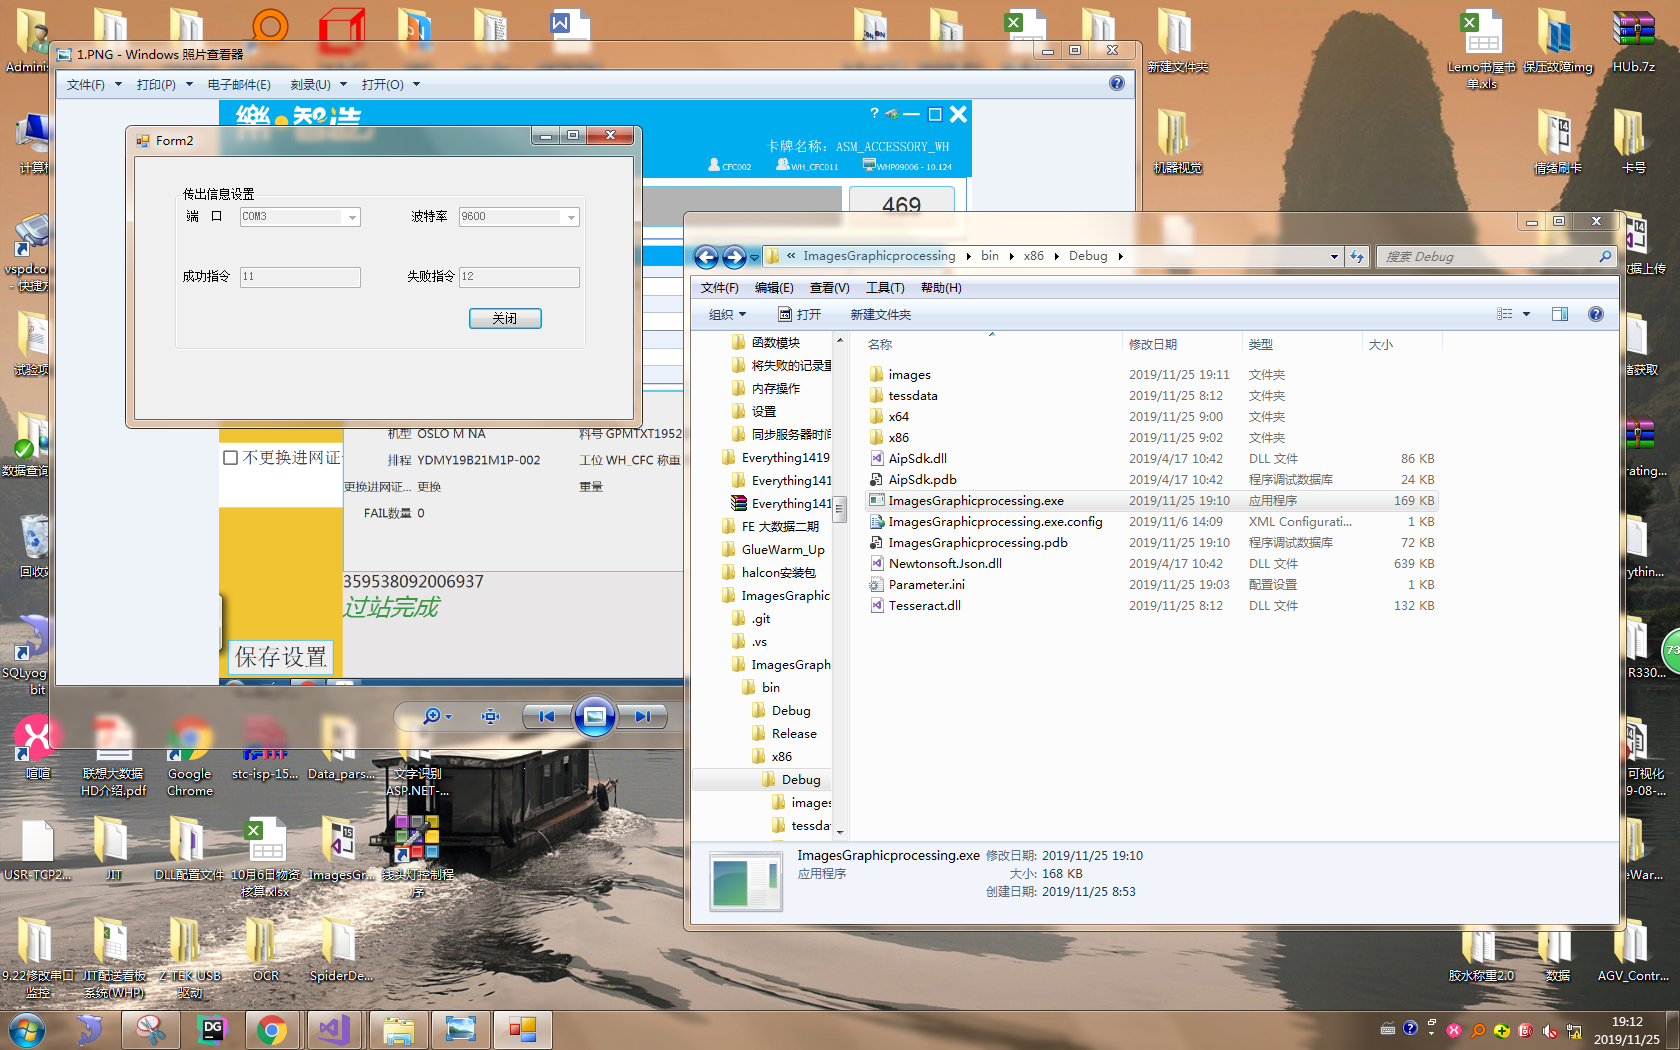 Adminis
计算机
vspdco
- 快捷方
试验项
数据查询
回收站
SQLyog
bit
喧喧
联想大数据
HD介绍.pdf
Google
Chrome
stc-isp-15...
Data_pars...
文字识别
ASP.NET-...
USR-TCP2...
JIT
DLL配置文件
10月6日物资
核算.xlsx
ImagesGr...
线头灯控制程
序
9.22修改串口
监控
JIT配送看板
系统(WHP)
Z-TEK USB
驱动
OCR
SpiderDe...
新建文件夹
机器视觉
Lemo书屋书
单.xls
保压故障img
HUb.7z
情绪刷卡
卡号
据上传
者获取
rating...
ythin...
R330...
可视化
9-08-...
eWar...
胶水称重2.0
数据
AGV_Contr...
73
1.PNG - Windows 照片查看器
文件(F)
打印(P)
电子邮件(E)
刻录(U)
打开(O)
樂·智造
卡牌名称: ASM_ACCESSORY_WH
CFC002
WH_CFC011
WHP09006 - 10.124
469
机型 OSLO M NA
料号 GPMTXT1952
不更换进网证
排程 YDMY19B21M1P-002
工位 WH_CFC 称重
更换进网证... 更换
重量
FAIL数量 0
359538092006937
过站完成
保存设置
Form2
传出信息设置
端 口
COM3
波特率
9600
成功指令
11
失败指令
12
关闭
« ImagesGraphicprocessing
bin
x86
Debug
搜索 Debug
文件(F)
编辑(E)
查看(V)
工具(T)
帮助(H)
组织
打开
新建文件夹
函数模块
将失败的记录重
内存操作
设置
同步服务器时间
Everything1419
Everything141
Everything141
FE 大数据二期
GlueWarm_Up
halcon安装包
ImagesGraphic
.git
.vs
ImagesGraph
bin
Debug
Release
x86
Debug
images
tessda
名称
修改日期
类型
大小
images 2019/11/25 19:11 文件夹
tessdata 2019/11/25 8:12 文件夹
x64 2019/11/25 9:00 文件夹
x86 2019/11/25 9:02 文件夹
AipSdk.dll 2019/4/17 10:42 DLL 文件 86 KB
AipSdk.pdb 2019/4/17 10:42 程序调试数据库 24 KB
ImagesGraphicprocessing.exe 2019/11/25 19:10 应用程序 169 KB
ImagesGraphicprocessing.exe.config 2019/11/6 14:09 XML Configurati... 1 KB
ImagesGraphicprocessing.pdb 2019/11/25 19:10 程序调试数据库 72 KB
Newtonsoft.Json.dll 2019/4/17 10:42 DLL 文件 639 KB
Parameter.ini 2019/11/25 19:03 配置设置 1 KB
Tesseract.dll 2019/11/25 8:12 DLL 文件 132 KB
ImagesGraphicprocessing.exe 修改日期: 2019/11/25 19:10
应用程序
大小: 168 KB
创建日期: 2019/11/25 8:53
DG
19:12
2019/11/25